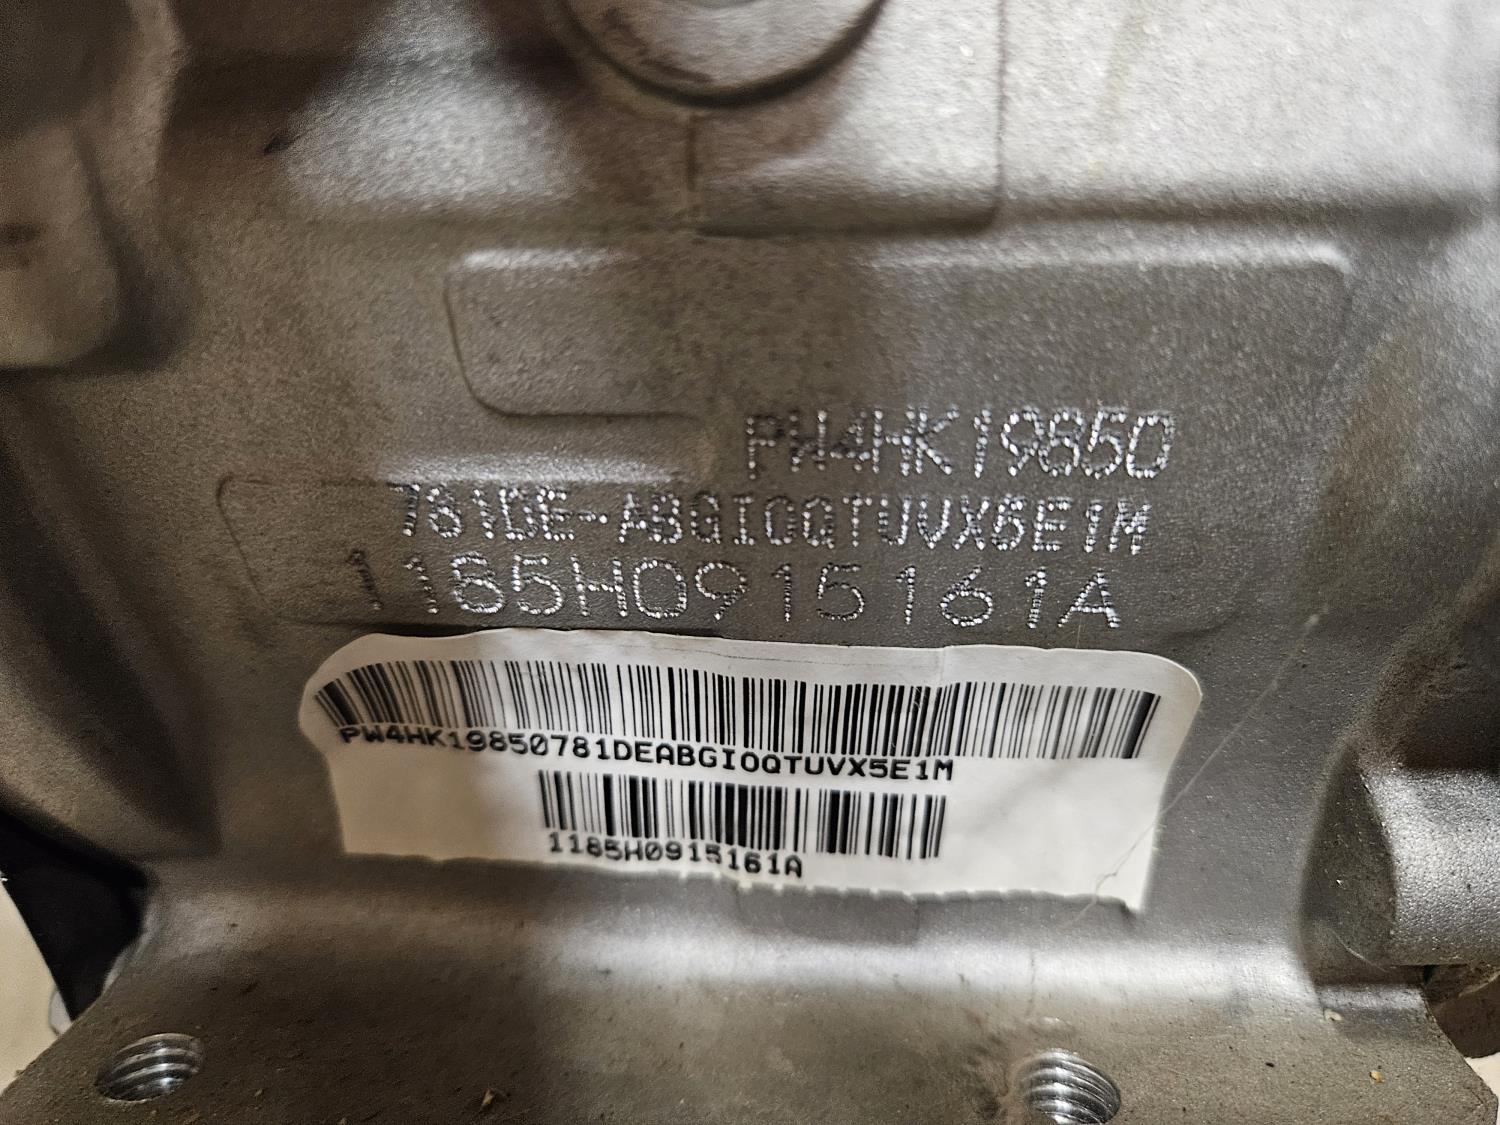 PW4HK19850
781DE-ABGIOQTUVX5E1M
1185H0915161A
PW4HK19850781DEABGIOQTUVX5E1M
1185H0915161A